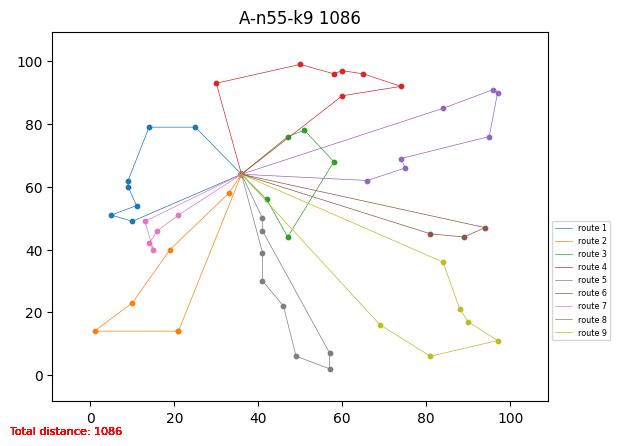 A-n55-k9 1086
100
80
60
40
20
0
0 20 40 60 80 100
route 1
route 2
route 3
route 4
route 5
route 6
route 7
route 8
route 9
Total distance: 1086